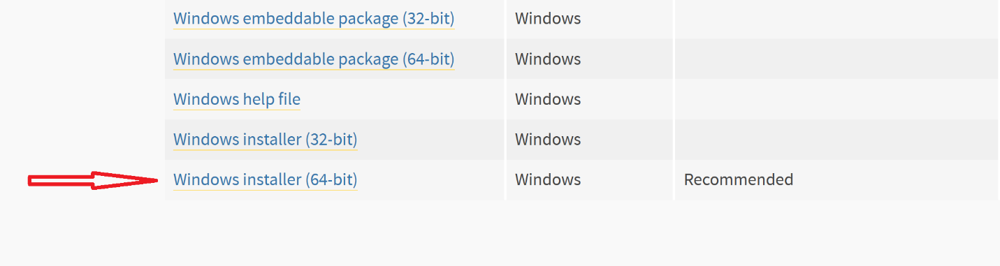 Windows embeddable package (32-bit) Windows
Windows embeddable package (64-bit) Windows
Windows help file Windows
Windows installer (32-bit) Windows
Windows installer (64-bit) Windows Recommended